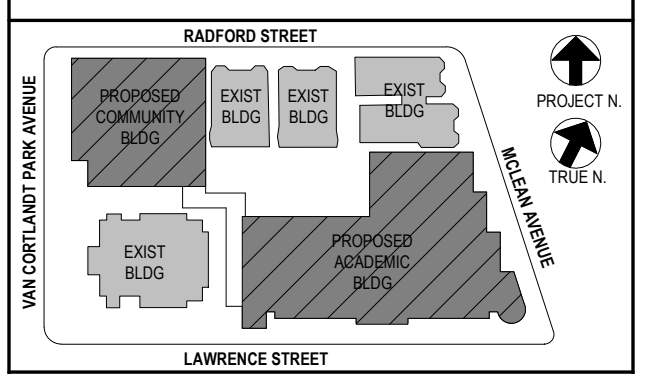 RADFORD STREET
VAN CORTLANDT PARK AVENUE
PROPOSED
COMMUNITY
BLDG
EXIST
BLDG
EXIST
BLDG
EXIST
BLDG
PROJECT N.
TRUE N.
MCLEAN AVENUE
EXIST
BLDG
PROPOSED
ACADEMIC
BLDG
LAWRENCE STREET